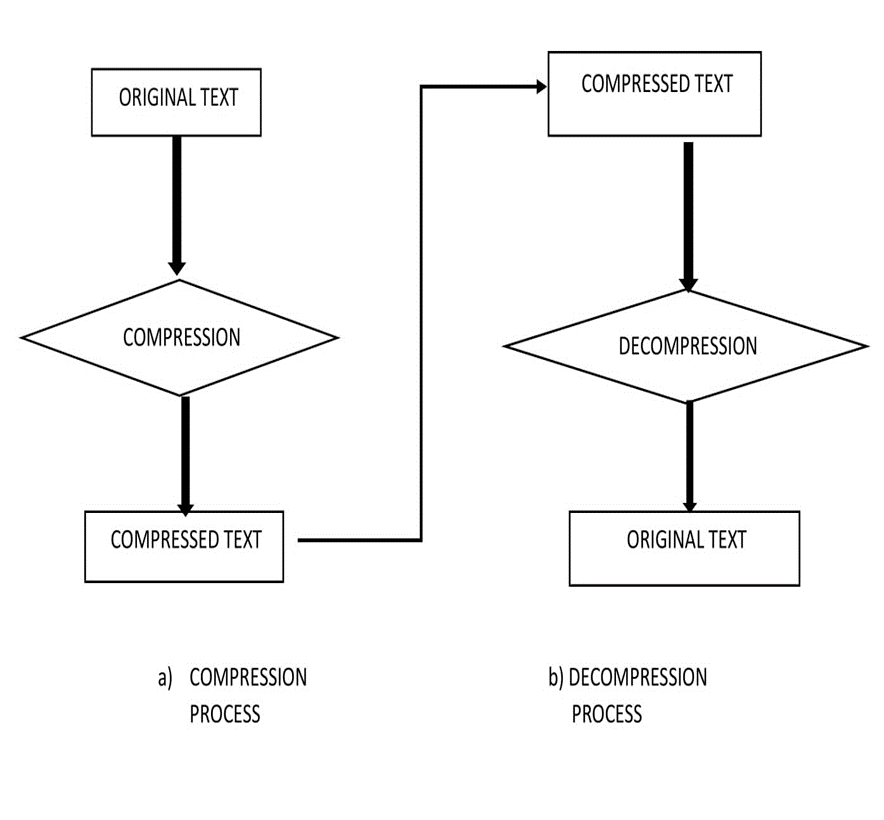 ORIGINAL TEXT
COMPRESSION
COMPRESSED TEXT
COMPRESSED TEXT
DECOMPRESSION
ORIGINAL TEXT
a) COMPRESSION
PROCESS
b) DECOMPRESSION
PROCESS